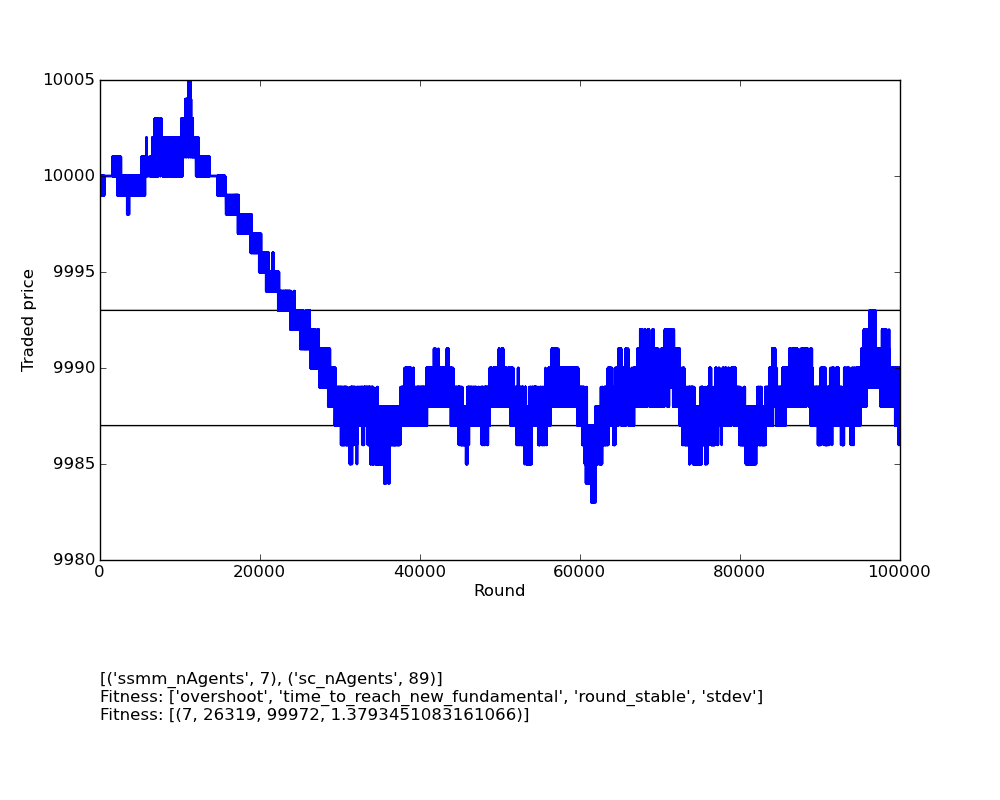 10005
10000
9995
9990
9985
9980
Traded price
0 20000 40000 60000 80000 100000
Round
[('ssmm_nAgents', 7), ('sc_nAgents', 89)]
Fitness: ['overshoot', 'time_to_reach_new_fundamental', 'round_stable', 'stdev']
Fitness: [(7, 26319, 99972, 1.3793451083161066)]